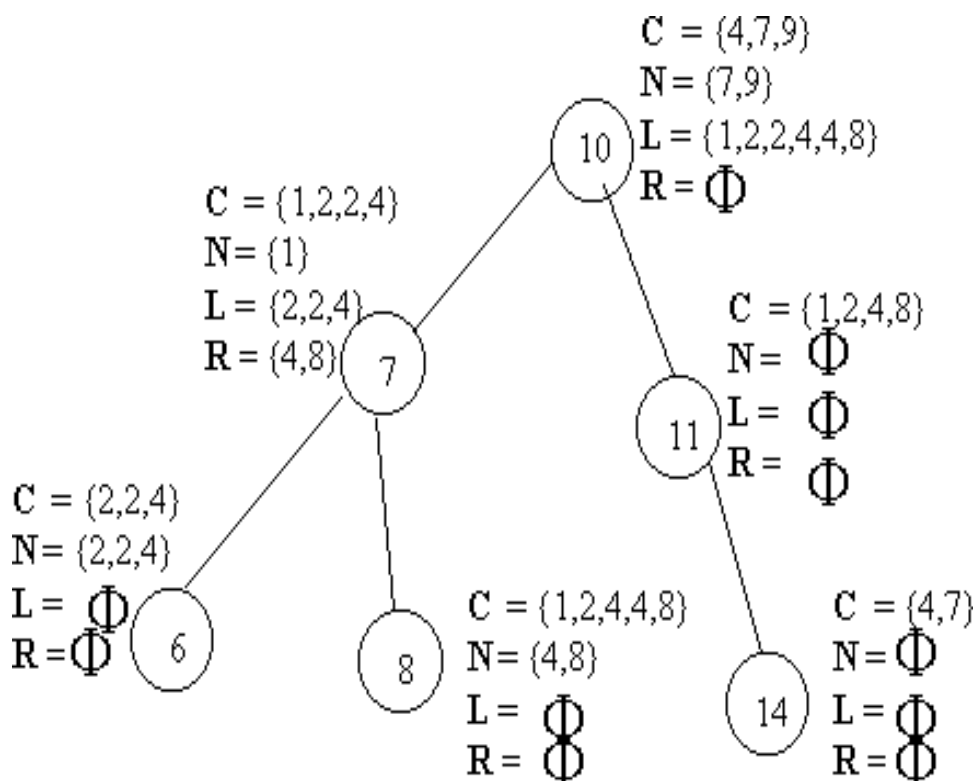 C = {4,7,9}
N= {7,9}
L = {1,2,2,4,4,8}
R = Φ
10
C = {1,2,2,4}
N= {1}
L = {2,2,4}
R = {4,8}
7
C = {1,2,4,8}
N= Φ
L = Φ
R = Φ
11
C = {2,2,4}
N= {2,2,4}
L = Φ
R = Φ
6
C = {1,2,4,4,8}
N= {4,8}
L = Φ
R = Φ
8
C = {4,7}
N= Φ
L = Φ
R = Φ
14